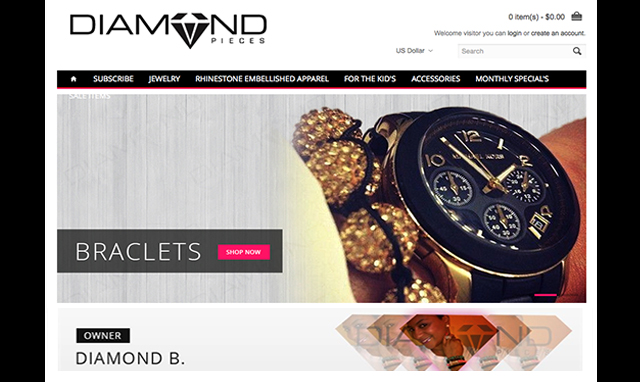 DIAMOND
PIECES
0 item(s) - $0.00
Welcome visitor you can login or create an account.
US Dollar
Search
SUBSCRIBE JEWELRY RHINESTONE EMBELLISHED APPAREL FOR THE KID'S ACCESSORIES MONTHLY SPECIAL'S
SALE ITEMS
MICHAEL KORS
BRACLETS
SHOP NOW
OWNER
DIAMOND B.
DIAMOND